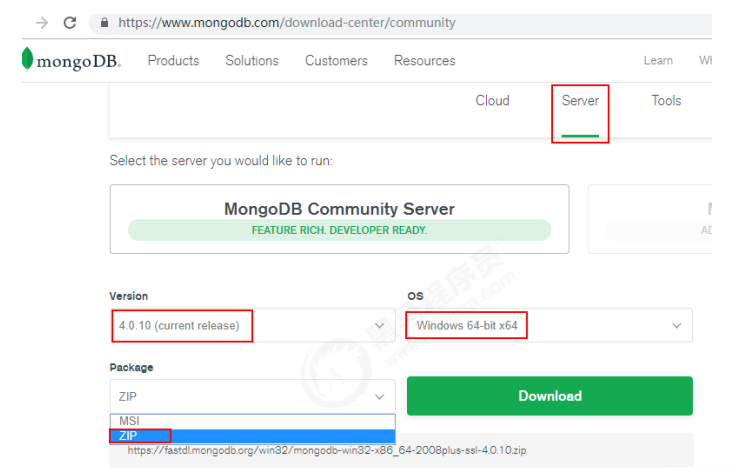 https://www.mongodb.com/download-center/community
mongoDB. Products Solutions Customers Resources Learn
Cloud Server Tools
Select the server you would like to run:
MongoDB Community Server
FEATURE RICH. DEVELOPER READY.
Version OS
4.0.10 (current release) Windows 64-bit x64
Package
ZIP Download
MSI
ZIP
https://fastdl.mongodb.org/win32/mongodb-win32-x86_64-2008plus-ssl-4.0.10.zip